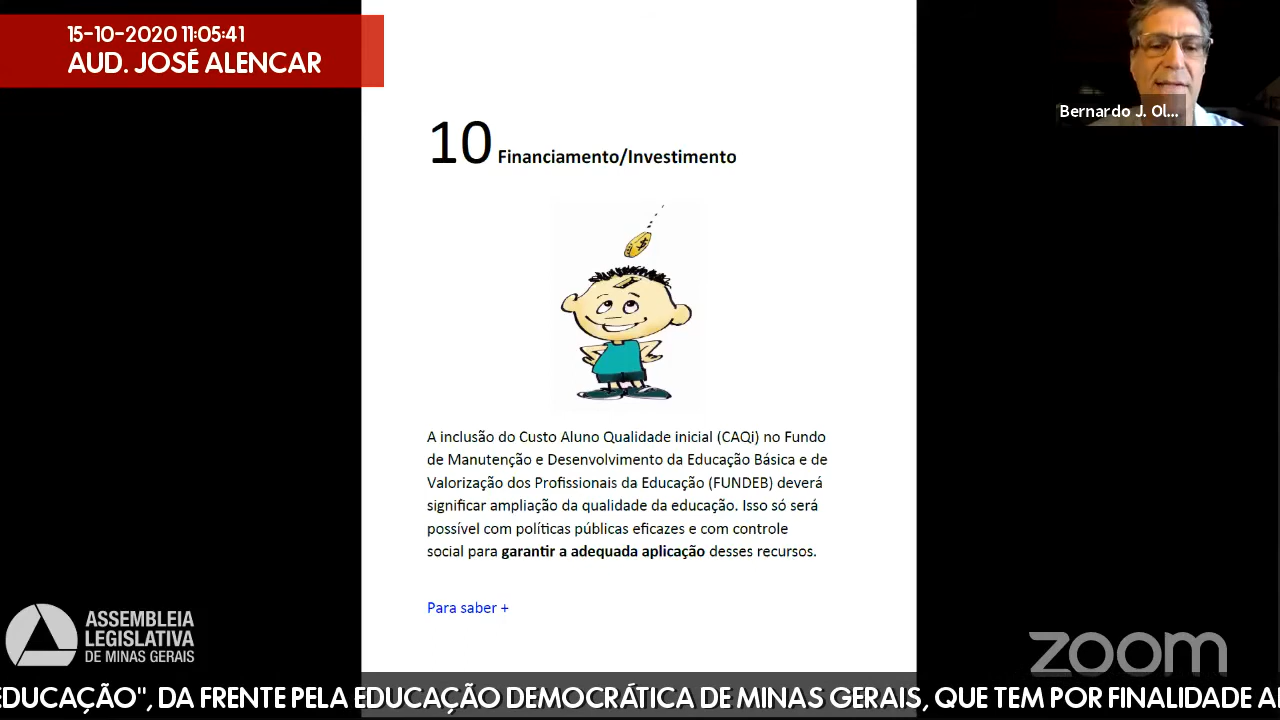 15-10-2020 11:05:41
AUD. JOSÉ ALENCAR
Bernardo J. Ol...
10 Financiamento/Investimento
A inclusão do Custo Aluno Qualidade inicial (CAQi) no Fundo
de Manutenção e Desenvolvimento da Educação Básica e de
Valorização dos Profissionais da Educação (FUNDEB) deverá
significar ampliação da qualidade da educação. Isso só será
possível com políticas públicas eficazes e com controle
social para garantir a adequada aplicação desses recursos.
Para saber +
ASSEMBLEIA
LEGISLATIVA
DE MINAS GERAIS
zoom
EDUCAÇÃO", DA FRENTE PELA EDUCAÇÃO DEMOCRÁTICA DE MINAS GERAIS, QUE TEM POR FINALIDADE